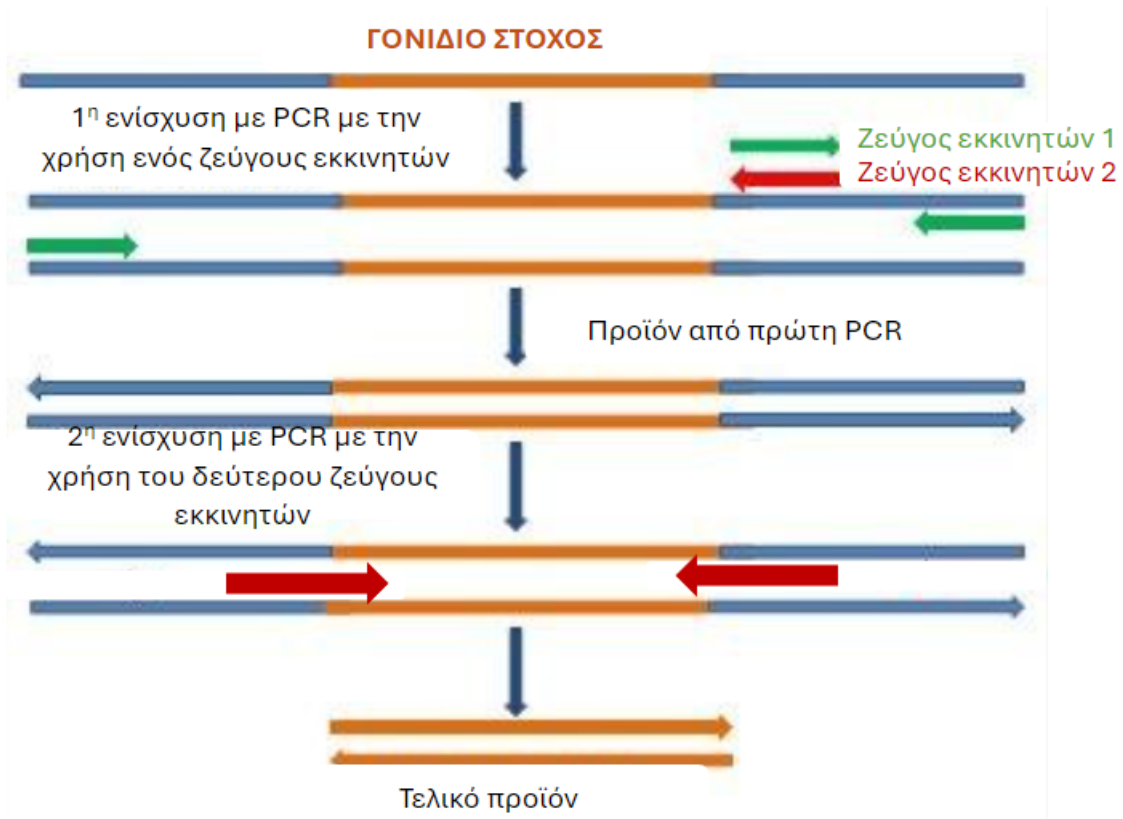 ΓΟΝΙΔΙΟ ΣΤΟΧΟΣ
1η ενίσχυση με PCR με την
χρήση ενός ζεύγους εκκινητών
Ζεύγος εκκινητών 1
Ζεύγος εκκινητών 2
Προϊόν από πρώτη PCR
2η ενίσχυση με PCR με την
χρήση του δεύτερου ζεύγους
εκκινητών
Τελικό προϊόν